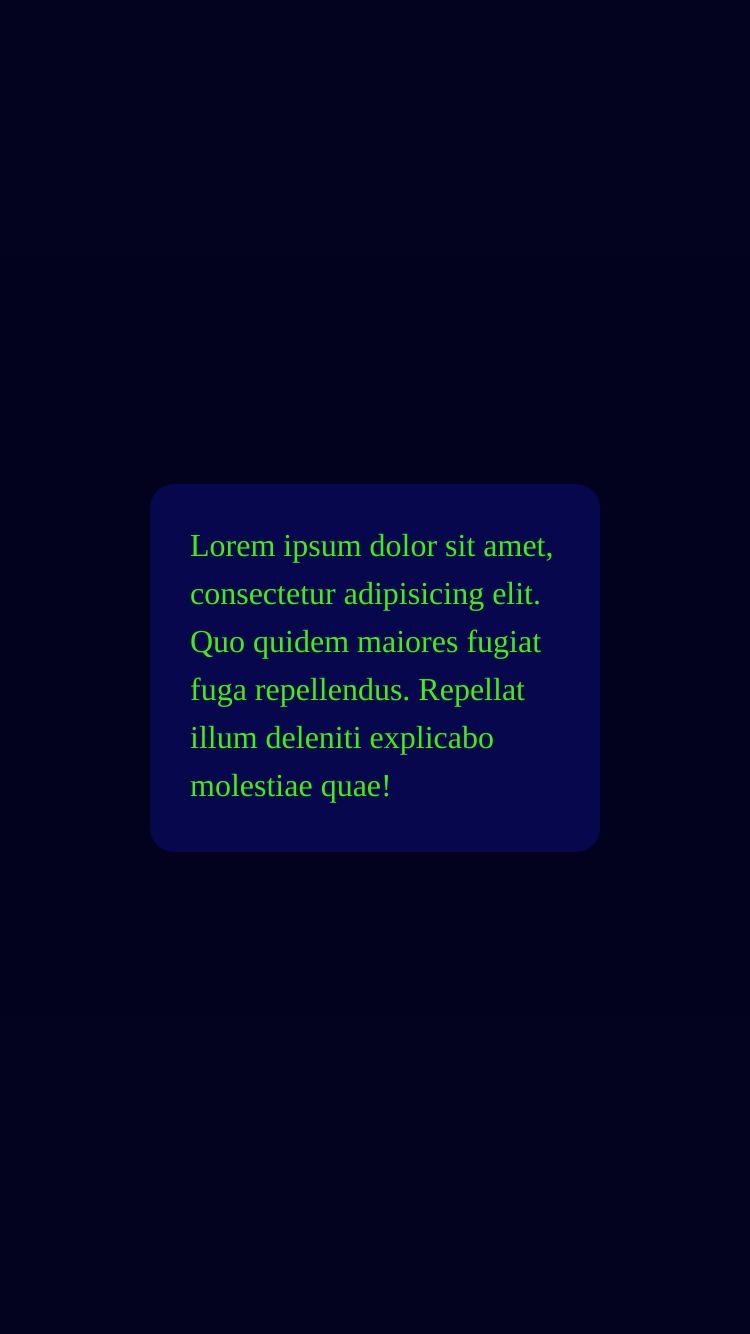 Lorem ipsum dolor sit amet,
consectetur adipisicing elit.
Quo quidem maiores fugiat
fuga repellendus. Repellat
illum deleniti explicabo
molestiae quae!